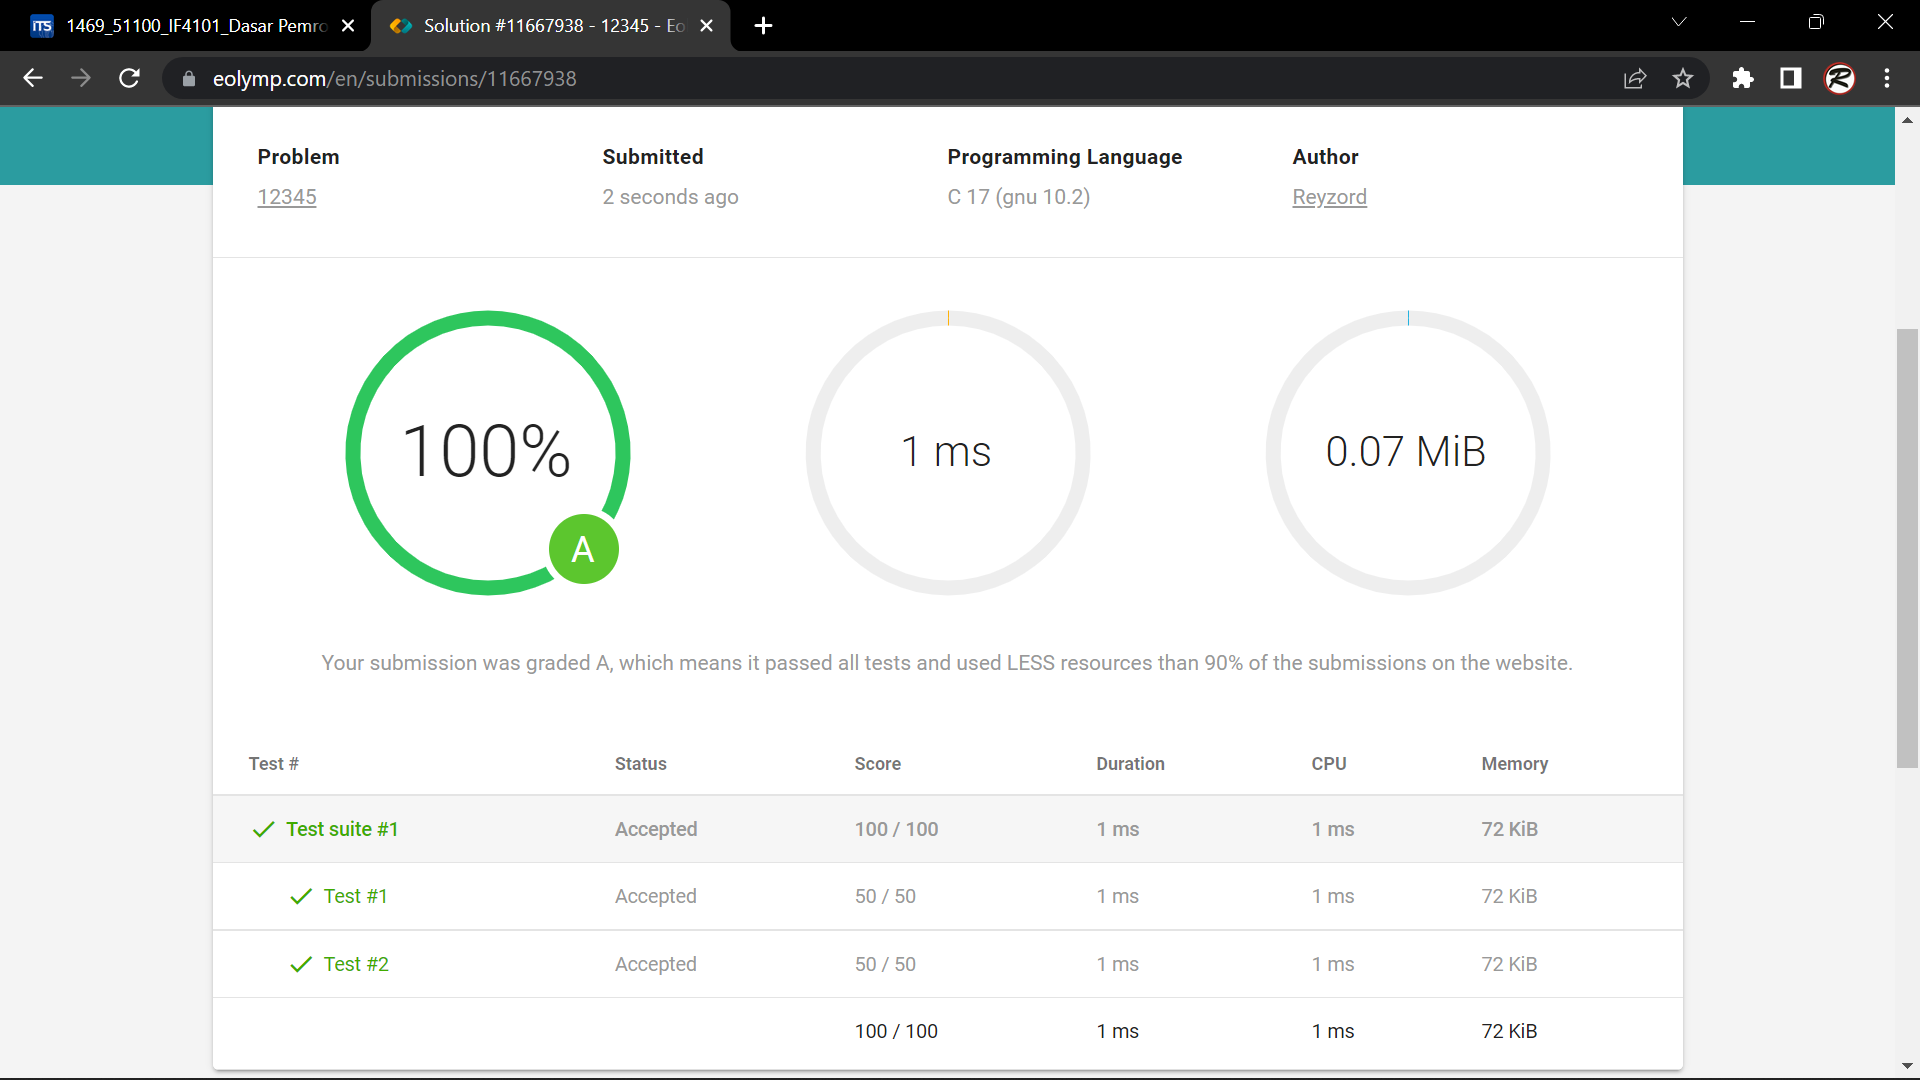 iTS 1469_51100_IF4101_Dasar Pemro
Solution #11667938 - 12345 - Eo
eolymp.com/en/submissions/11667938
Problem Submitted Programming Language Author
12345 2 seconds ago C 17 (gnu 10.2) Reyzord
100% 1 ms 0.07 MiB
A
Your submission was graded A, which means it passed all tests and used LESS resources than 90% of the submissions on the website.
Test # Status Score Duration CPU Memory
Test suite #1 Accepted 100 / 100 1 ms 1 ms 72 KiB
Test #1 Accepted 50 / 50 1 ms 1 ms 72 KiB
Test #2 Accepted 50 / 50 1 ms 1 ms 72 KiB
100 / 100 1 ms 1 ms 72 KiB